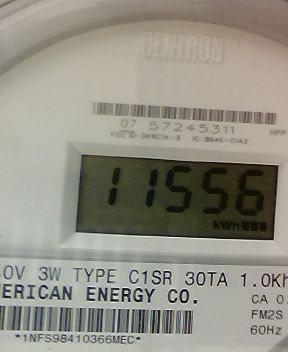 CENTRON
07 57245311
11556
kWh
0V 3W TYPE C1SR 30TA 1.0Kh
ERICAN ENERGY CO.
CA 0.
FM2S
60Hz
*1NFS98410366MEC*